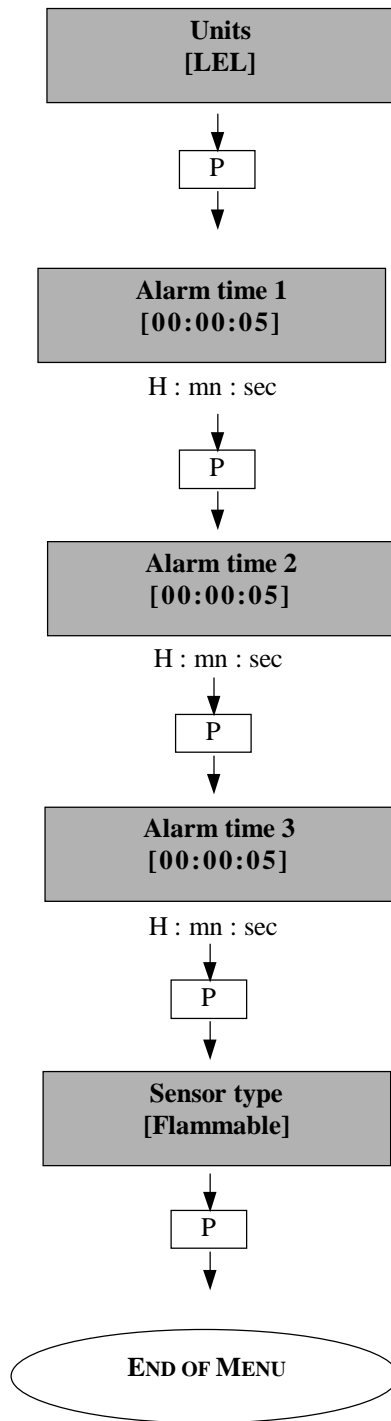 Units
[LEL]
P
Alarm time 1
[00:00:05]
H : mn : sec
P
Alarm time 2
[00:00:05]
H : mn : sec
P
Alarm time 3
[00:00:05]
H : mn : sec
P
Sensor type
[Flammable]
P
END OF MENU